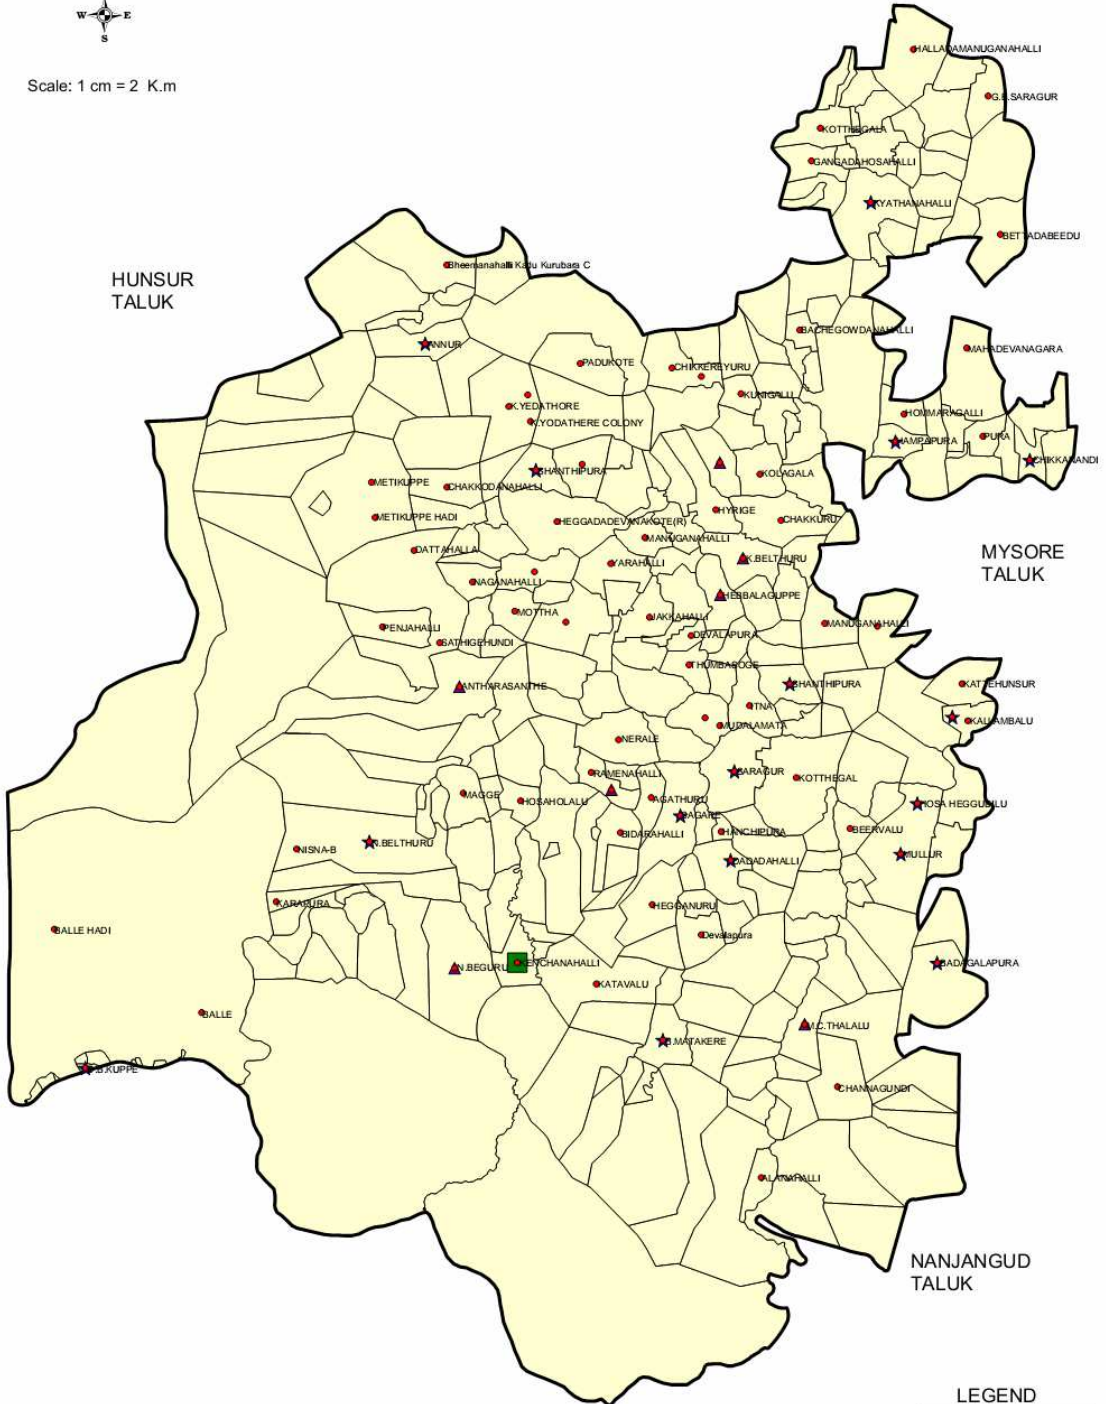 W E
S
HALLADAMANUGANAHALLI
Scale: 1 cm = 2 K.m
G.B.SARAGUR
KOTTHEGALA
GANGADAHOSAHALLI
KYATHANAHALLI
BETTADABEEDU
Bheemanahalli Kadu Kurubara C
HUNSUR
TALUK
BACHEGOWDANAHALLI
ANNUR
MAHADEVANAGARA
PADUKOTE
CHIKKEREYURU
KUNIGALU
K.YEDATHORE
HOMMARAGALLI
K.YODATHERE COLONY
HAMPAPURA
PURA
CHIKKANANDI
SHANTHIPURA
KOLAGALA
METIKUPPE
CHAKKODANAHALLI
HYRIGE
METIKUPPE HADI
HEGGADADEVANAKOTE(R)
CHAKKURU
MANUGANAHALLI
DATTAHALLA
MYSORE
TALUK
K.BELTHURU
YARAHALLI
NAGANAHALLI
HEBBALAGUPPE
MOTTHA
JAKKAHALLI
MANUGANAHALLI
PENJAHALLI
DEVALAPURA
SATHIGEHUNDI
THUMBASOGE
ANTHARASANTHE
SHANTHIPURA
KATTEHUNSUR
ITNA
KALLAMBALU
MUDALAMATA
NERALE
RAMENAHALLI
SARAGUR
KOTTHEGAL
MAGGE
HOSAHOLALU
AGATHURU
HOSA HEGGUDILU
SAGARE
BIDARAHALLI
HANCHIPURA
BEERVALU
N.BELTHURU
NISNA-B
MULLUR
DADADAHALLI
KARAPURA
HEGGANURU
BALLE HADI
Devalapura
N.BEGURU
KENCHANAHALLI
BADAGALAPURA
KATAVALU
BALLE
M.C.THALALU
B.MATAKERE
D.B.KUPPE
CHANNAGUNDI
ALANAHALLI
NANJANGUD
TALUK
LEGEND